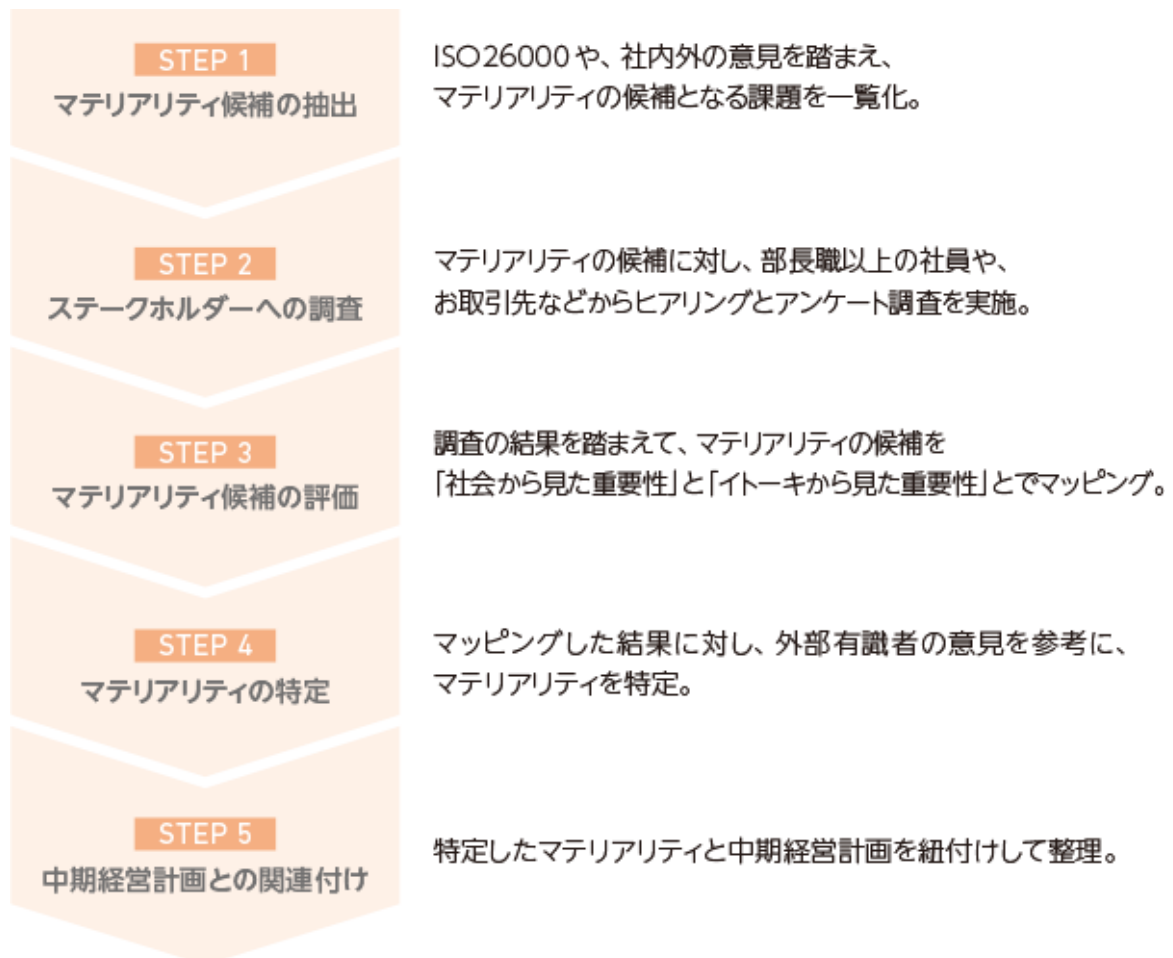 STEP 1
マテリアリティ候補の抽出
ISO26000や、社内外の意見を踏まえ、
マテリアリティの候補となる課題を一覧化。
STEP 2
ステークホルダーへの調査
マテリアリティの候補に対し、部長職以上の社員や、
お取引先などからヒアリングとアンケート調査を実施。
STEP 3
マテリアリティ候補の評価
調査の結果を踏まえて、マテリアリティの候補を
「社会から見た重要性」と「イトーキから見た重要性」とでマッピング。
STEP 4
マテリアリティの特定
マッピングした結果に対し、外部有識者の意見を参考に、
マテリアリティを特定。
STEP 5
中期経営計画との関連付け
特定したマテリアリティと中期経営計画を紐付けして整理。